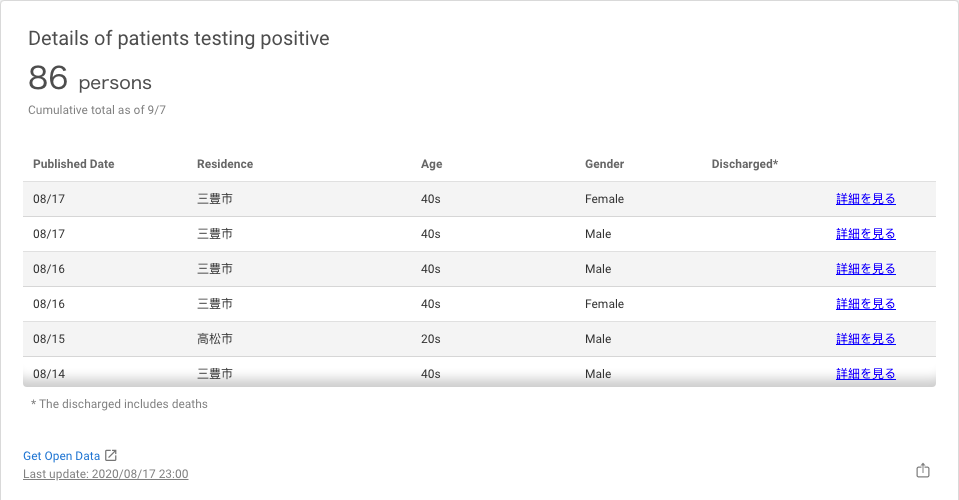 Details of patients testing positive
86 persons
Cumulative total as of 9/7
Published Date Residence Age Gender Discharged*
08/17 三豊市 40s Female 詳細を見る
08/17 三豊市 40s Male 詳細を見る
08/16 三豊市 40s Male 詳細を見る
08/16 三豊市 40s Female 詳細を見る
08/15 高松市 20s Male 詳細を見る
08/14 三豊市 40s Male 詳細を見る
* The discharged includes deaths
Get Open Data
Last update: 2020/08/17 23:00